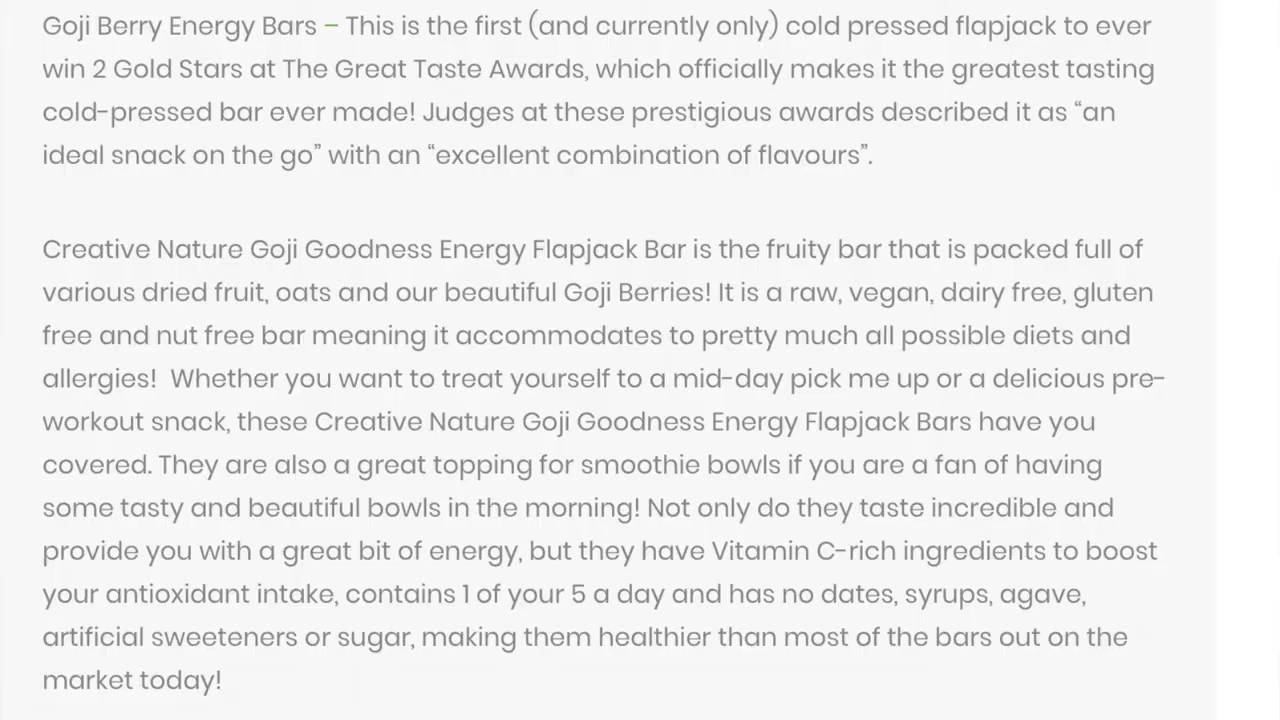 Goji Berry Energy Bars – This is the first (and currently only) cold pressed flapjack to ever
win 2 Gold Stars at The Great Taste Awards, which officially makes it the greatest tasting
cold-pressed bar ever made! Judges at these prestigious awards described it as “an
ideal snack on the go” with an “excellent combination of flavours”.
Creative Nature Goji Goodness Energy Flapjack Bar is the fruity bar that is packed full of
various dried fruit, oats and our beautiful Goji Berries! It is a raw, vegan, dairy free, gluten
free and nut free bar meaning it accommodates to pretty much all possible diets and
allergies!  Whether you want to treat yourself to a mid-day pick me up or a delicious pre-
workout snack, these Creative Nature Goji Goodness Energy Flapjack Bars have you
covered. They are also a great topping for smoothie bowls if you are a fan of having
some tasty and beautiful bowls in the morning! Not only do they taste incredible and
provide you with a great bit of energy, but they have Vitamin C-rich ingredients to boost
your antioxidant intake, contains 1 of your 5 a day and has no dates, syrups, agave,
artificial sweeteners or sugar, making them healthier than most of the bars out on the
market today!